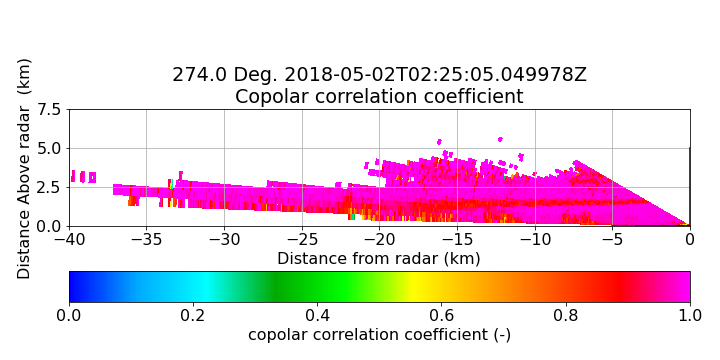 274.0 Deg. 2018-05-02T02:25:05.049978Z
Copolar correlation coefficient
Distance Above radar (km)
7.5
5.0
2.5
0.0
−40 −35 −30 −25 −20 −15 −10 −5 0
Distance from radar (km)
0.0 0.2 0.4 0.6 0.8 1.0
copolar correlation coefficient (-)